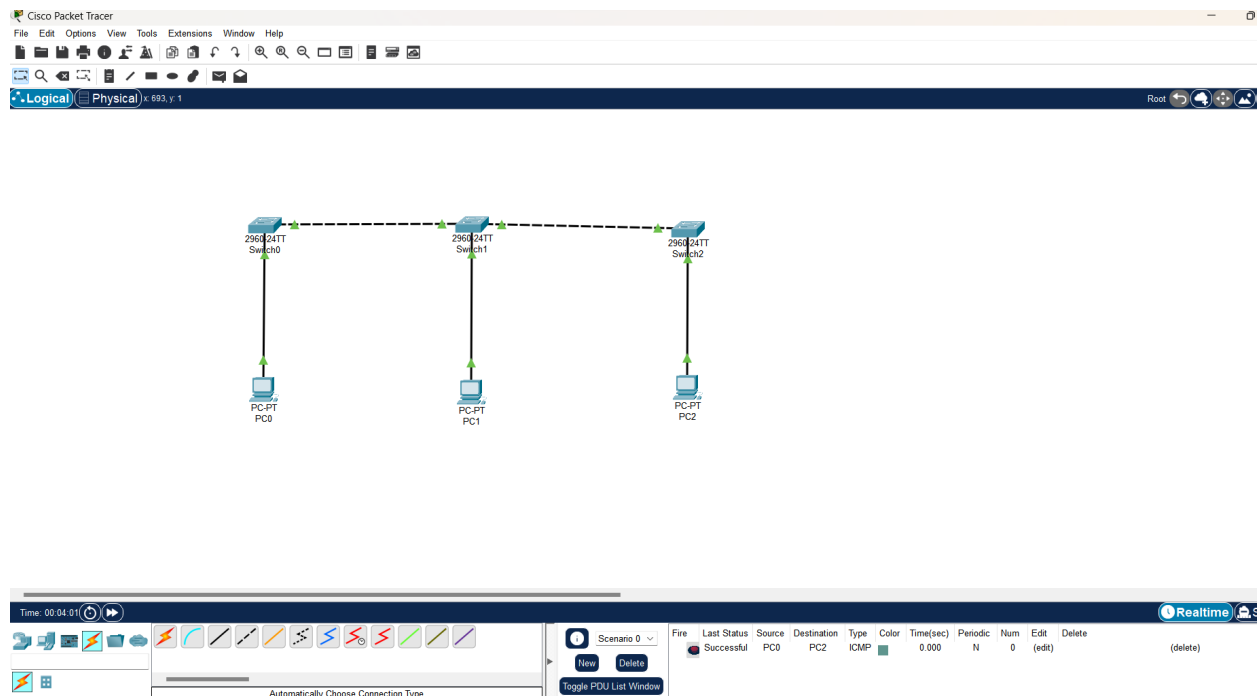 Cisco Packet Tracer
File Edit Options View Tools Extensions Window Help
Logical Physical x: 693, y: 1 Root
2960-24TT
Switch0
2960-24TT
Switch1
2960-24TT
Switch2
PC-PT
PC0
PC-PT
PC1
PC-PT
PC2
Time: 00:04:01 Realtime S
Scenario 0
New Delete
Toggle PDU List Window
Fire Last Status Source Destination Type Color Time(sec) Periodic Num Edit Delete
Successful PC0 PC2 ICMP 0.000 N 0 (edit) (delete)
Automatically Choose Connection Type